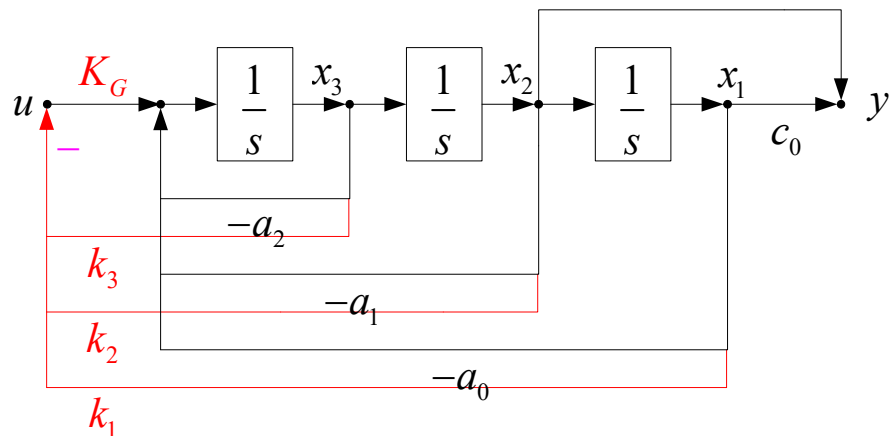 K_G
x_3
x_2
x_1
u
1/s
1/s
1/s
y
c_0
−
−a_2
k_3
−a_1
k_2
−a_0
k_1